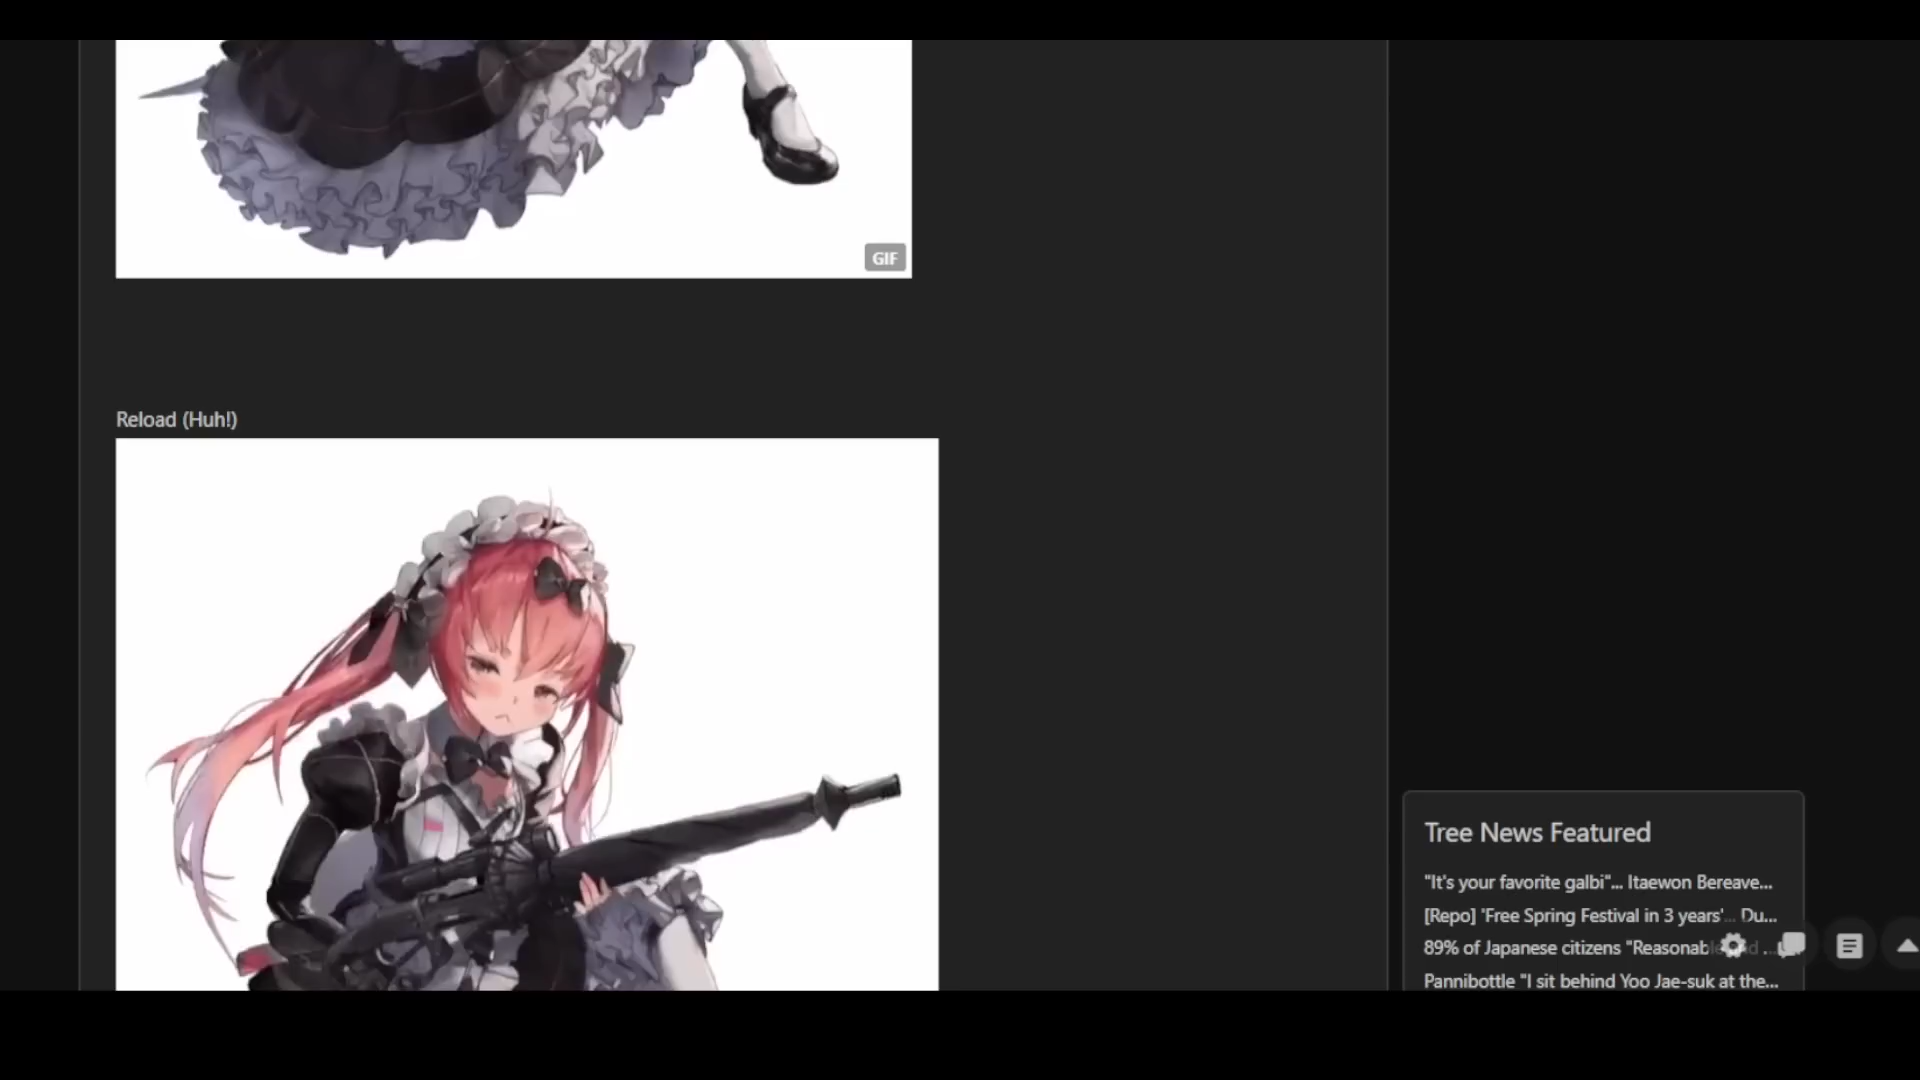 GIF
Reload (Huh!)
Tree News Featured
"It's your favorite galbi"... Itaewon Bereave...
[Repo] 'Free Spring Festival in 3 years'... Du...
89% of Japanese citizens "Reasonab
Pannibottle "I sit behind Yoo Jae-suk at the...